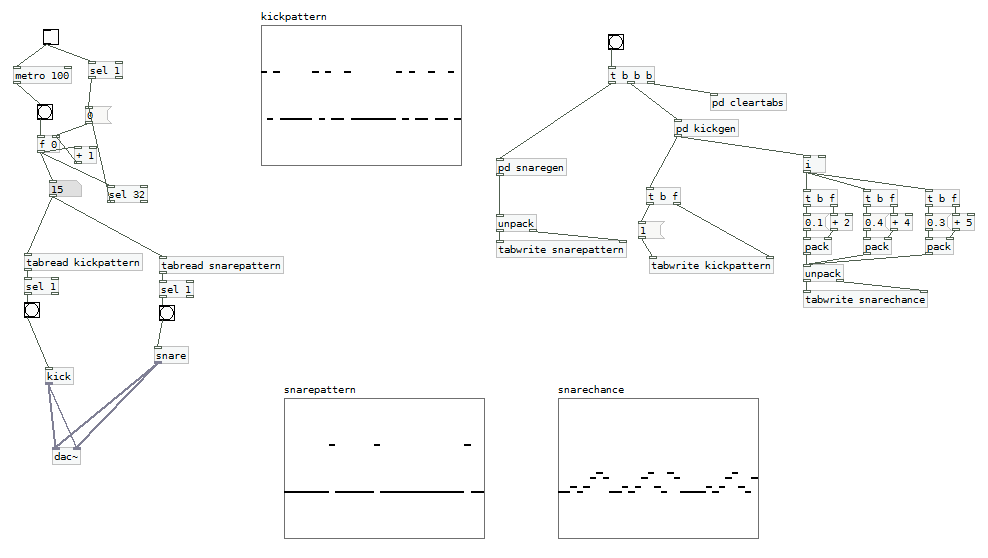 kickpattern
metro 100
sel 1
0
f 0
+ 1
15
sel 32
tabread kickpattern
tabread snarepattern
sel 1
sel 1
snare
kick
dac~
t b b b
pd cleartabs
pd kickgen
pd snaregen
i
t b f
t b f
t b f
t b f
unpack
1
0.1
+ 2
0.4
+ 4
0.3
+ 5
tabwrite snarepattern
pack
pack
pack
tabwrite kickpattern
unpack
tabwrite snarechance
snarepattern
snarechance